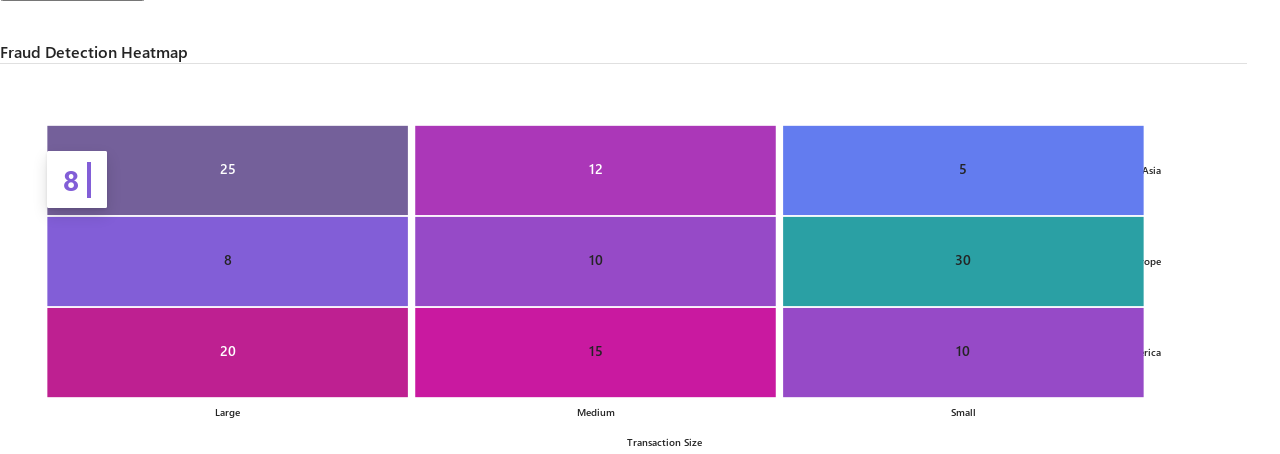 Fraud Detection Heatmap
25 12 5 Asia
8
8 10 30 ope
20 15 10 rica
Large Medium Small
Transaction Size